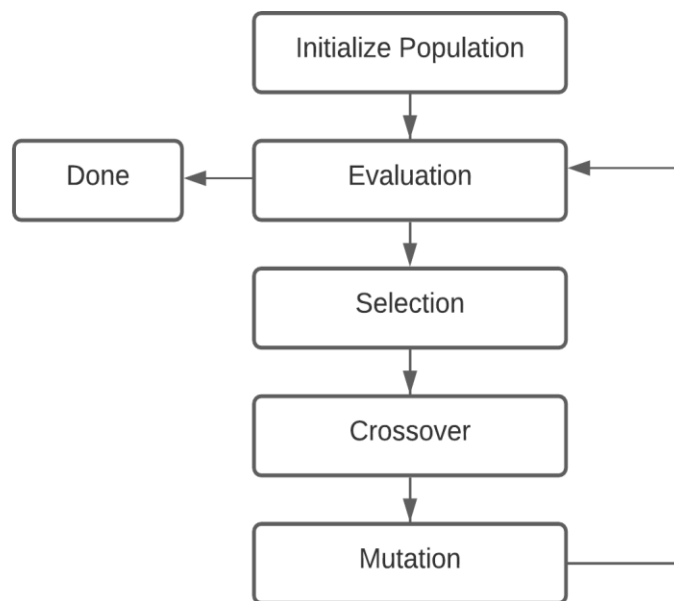 Initialize Population
Done
Evaluation
Selection
Crossover
Mutation